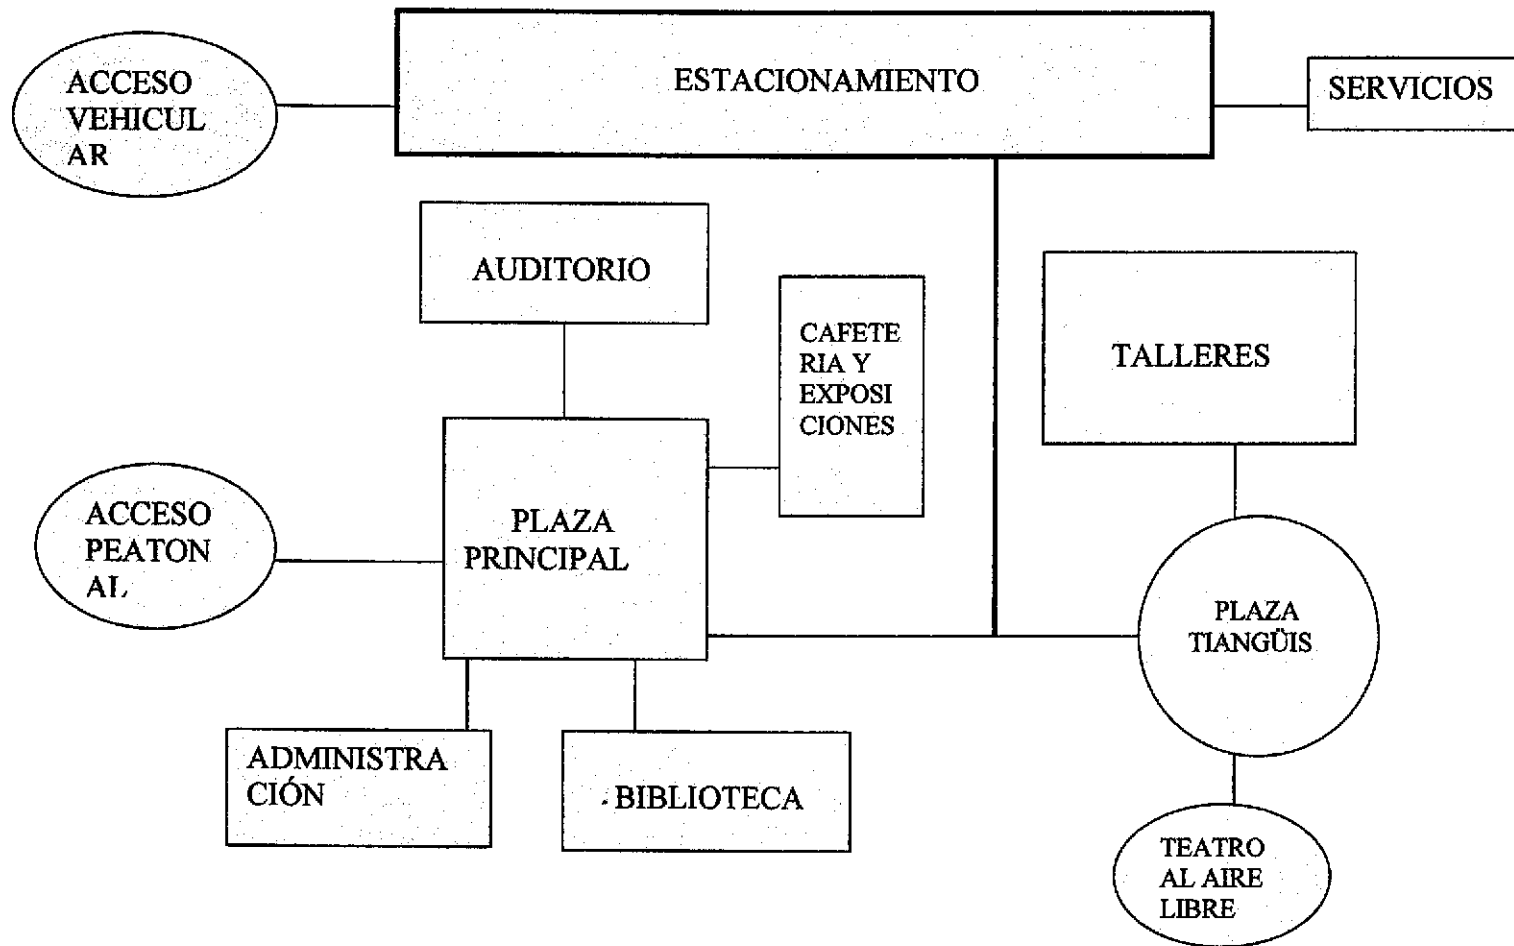 ACCESO
VEHICUL
AR
ESTACIONAMIENTO
SERVICIOS
AUDITORIO
CAFETE
RIA Y
EXPOSI
CIONES
TALLERES
ACCESO
PEATON
AL
PLAZA
PRINCIPAL
PLAZA
TIANGÜIS
ADMINISTRA
CIÓN
BIBLIOTECA
TEATRO
AL AIRE
LIBRE